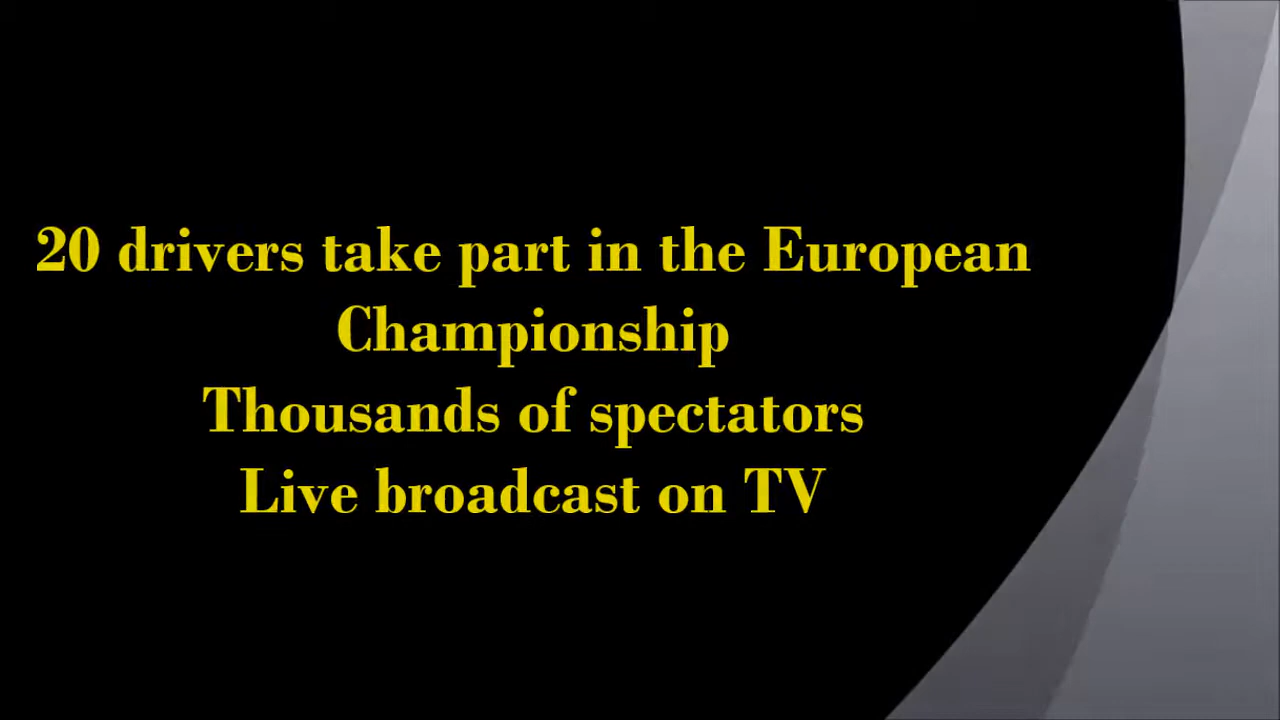 20 drivers take part in the European
Championship
Thousands of spectators
Live broadcast on TV